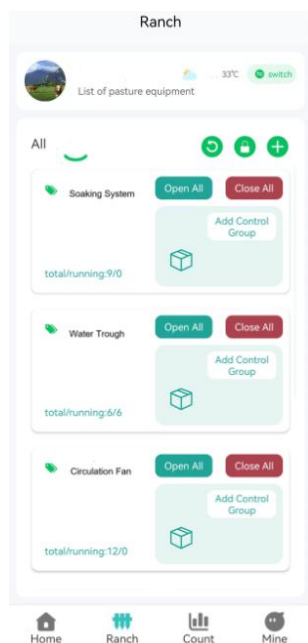 Ranch
33℃ switch
List of pasture equipment
All
Soaking System Open All Close All
Add Control
Group
total/running:9/0
Water Trough Open All Close All
Add Control
Group
total/running:6/6
Circulation Fan Open All Close All
Add Control
Group
total/running:12/0
Home Ranch Count Mine